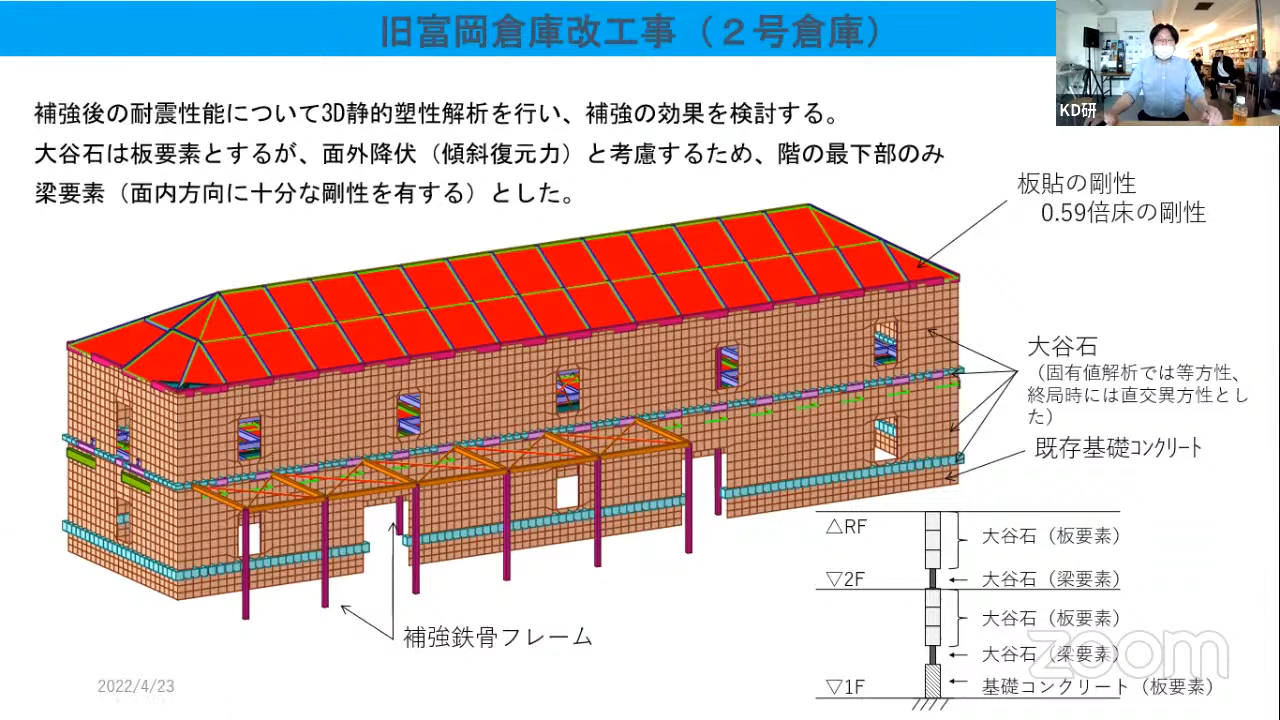 旧富岡倉庫改工事（２号倉庫）
KD研
補強後の耐震性能について3D静的塑性解析を行い、補強の効果を検討する。
大谷石は板要素とするが、面外降伏（傾斜復元力）と考慮するため、階の最下部のみ
梁要素（面内方向に十分な剛性を有する）とした。
板貼の剛性
0.59倍床の剛性
大谷石
（固有値解析では等方性、
終局時には直交異方性とし
た）
既存基礎ｺﾝｸﾘｰﾄ
補強鉄骨フレーム
△RF
大谷石（板要素）
▽2F
大谷石（梁要素）
大谷石（板要素）
大谷石（梁要素）
▽1F
基礎コンクリート（板要素）
zoom
2022/4/23